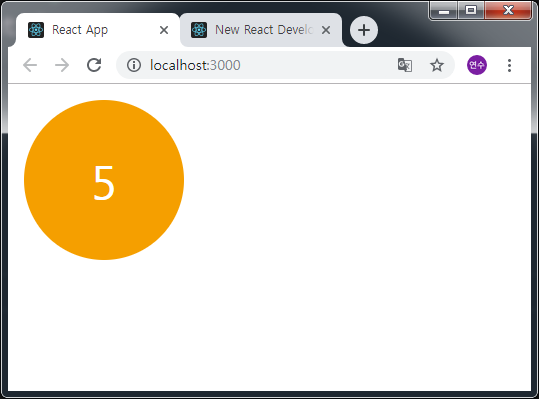 React App
New React Develo
localhost:3000
연수
5